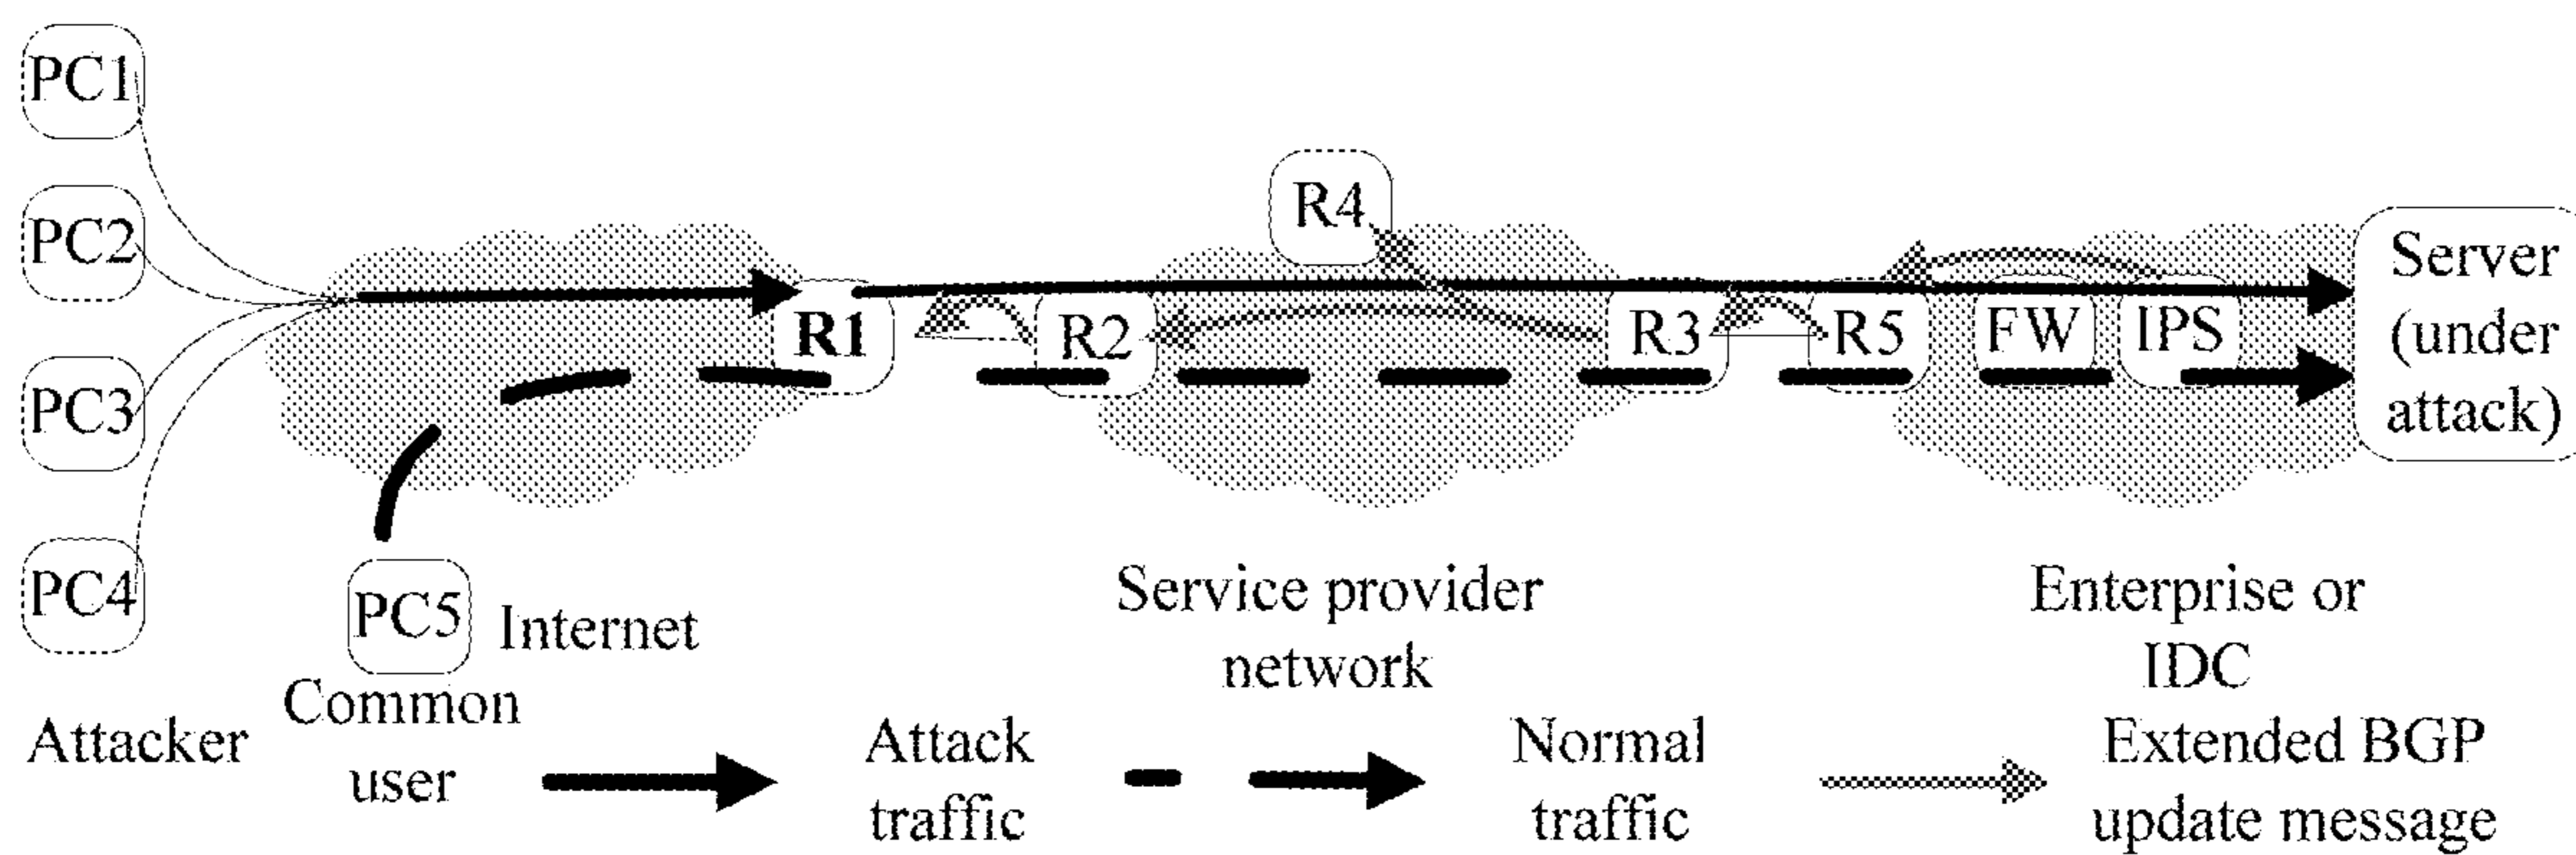 PC1
PC2
PC3
PC4
PC5
R1
R2
R4
R3
R5
FW
IPS
Server
(under
attack)
Internet
Service provider
network
Enterprise or
IDC
Attacker
Common
user
Attack
traffic
Normal
traffic
Extended BGP
update message